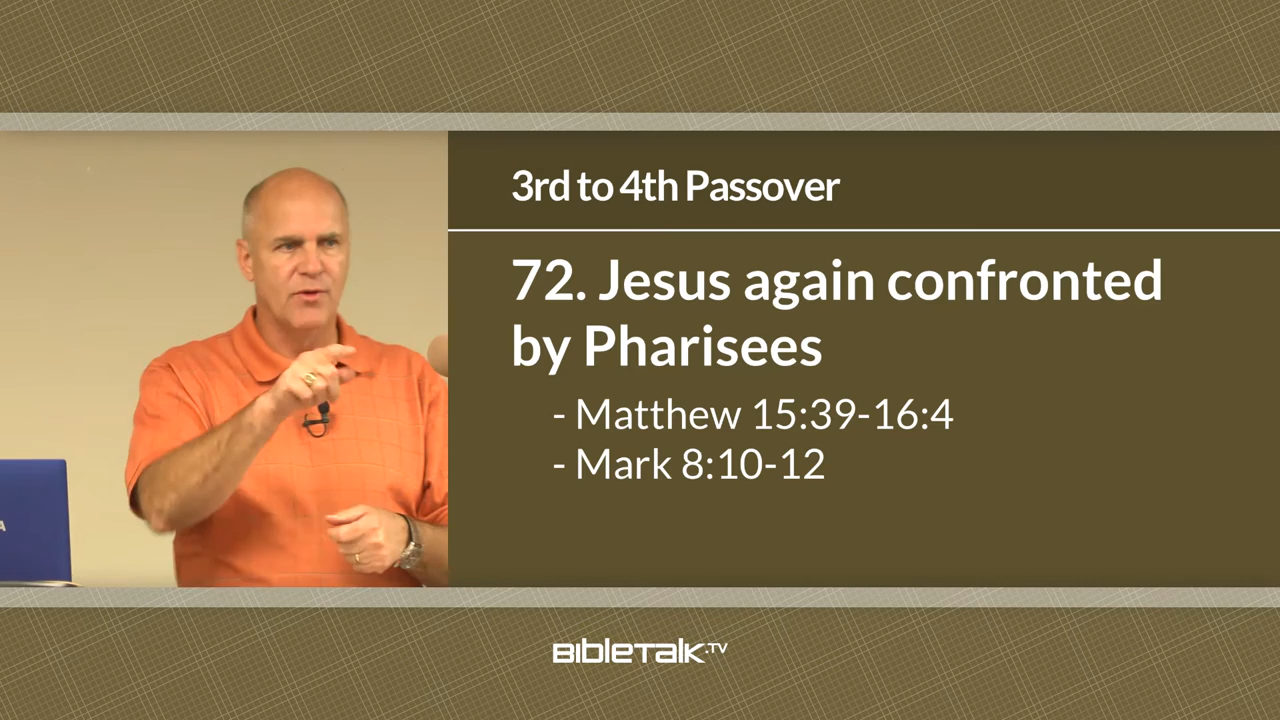 3rd to 4th Passover
72. Jesus again confronted
by Pharisees
- Matthew 15:39-16:4
- Mark 8:10-12
BibleTalk.TV
A